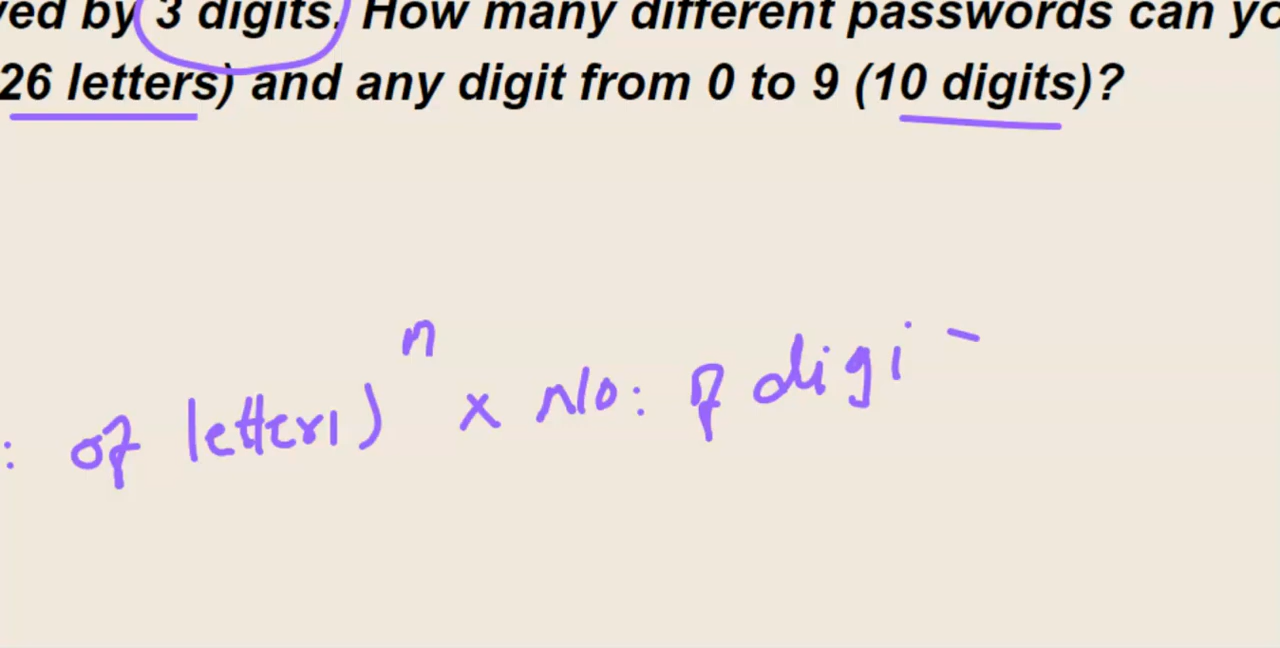 ed by 3 digits. How many different passwords can yo
26 letters) and any digit from 0 to 9 (10 digits)?
: of letters)^n x No: of digi